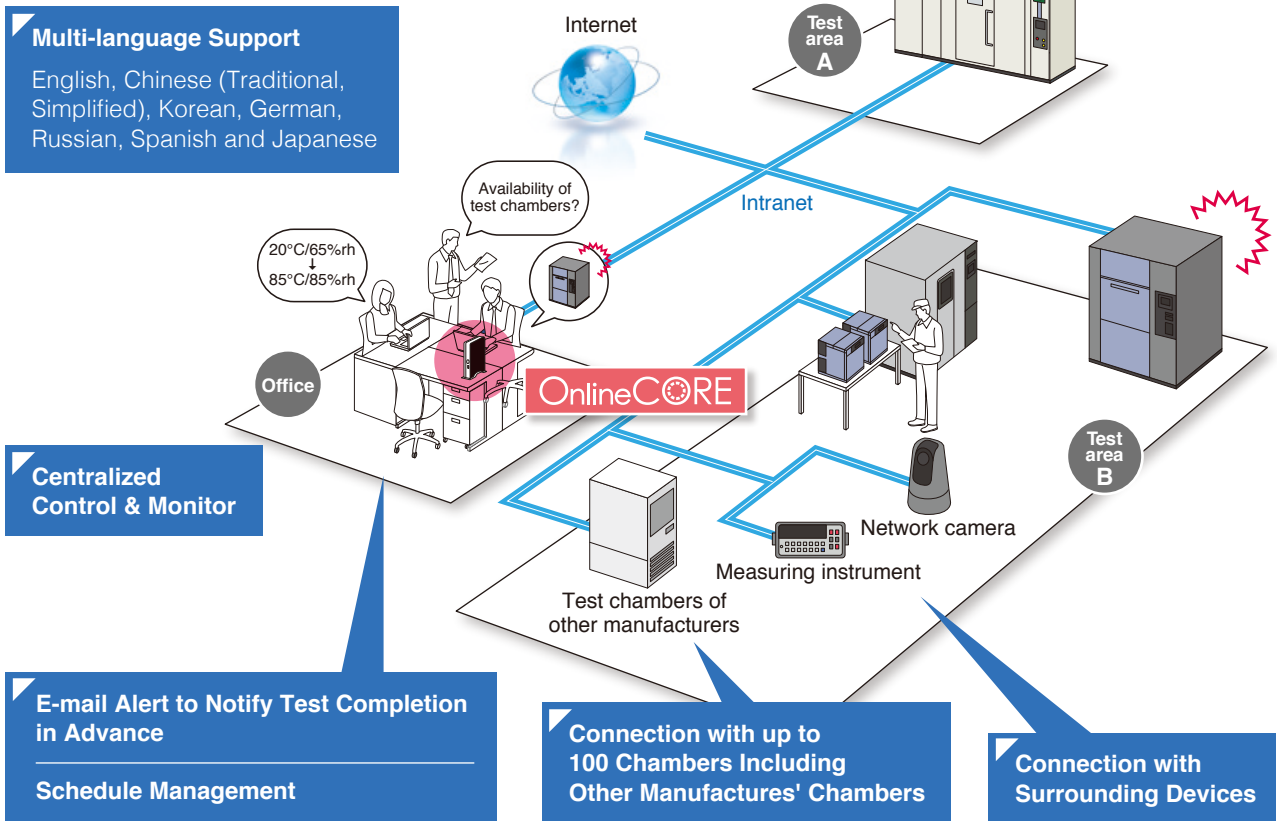 Multi-language Support
English, Chinese (Traditional,
Simplified), Korean, German,
Russian, Spanish and Japanese
Internet
Test
area
A
Intranet
Availability of
test chambers?
20°C/65%rh
↓
85°C/85%rh
Office
OnlineCORE
Test
area
B
Centralized
Control & Monitor
Network camera
Measuring instrument
Test chambers of
other manufacturers
E-mail Alert to Notify Test Completion
in Advance
Schedule Management
Connection with up to
100 Chambers Including
Other Manufactures' Chambers
Connection with
Surrounding Devices